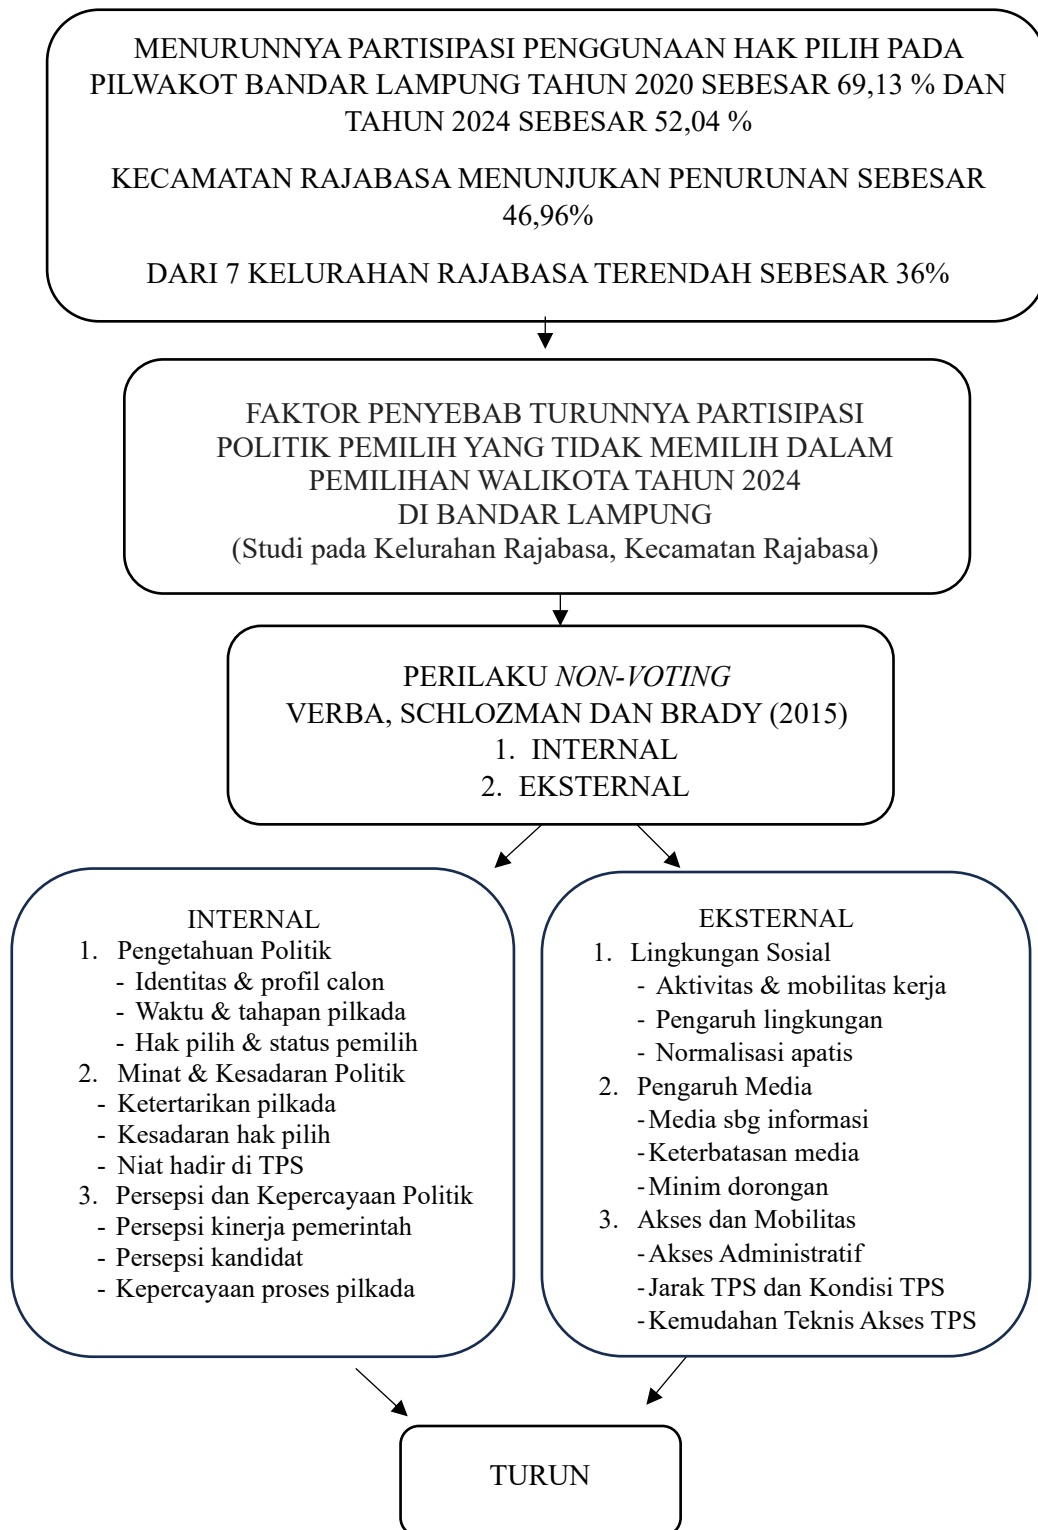 MENURUNNYA PARTISIPASI PENGGUNAAN HAK PILIH PADA
PILWAKOT BANDAR LAMPUNG TAHUN 2020 SEBESAR 69,13 % DAN
TAHUN 2024 SEBESAR 52,04 %
KECAMATAN RAJABASA MENUNJUKAN PENURUNAN SEBESAR
46,96%
DARI 7 KELURAHAN RAJABASA TERENDAH SEBESAR 36%
FAKTOR PENYEBAB TURUNNYA PARTISIPASI
POLITIK PEMILIH YANG TIDAK MEMILIH DALAM
PEMILIHAN WALIKOTA TAHUN 2024
DI BANDAR LAMPUNG
(Studi pada Kelurahan Rajabasa, Kecamatan Rajabasa)
PERILAKU NON-VOTING
VERBA, SCHLOZMAN DAN BRADY (2015)
1. INTERNAL
2. EKSTERNAL
INTERNAL
1. Pengetahuan Politik
- Identitas & profil calon
- Waktu & tahapan pilkada
- Hak pilih & status pemilih
2. Minat & Kesadaran Politik
- Ketertarikan pilkada
- Kesadaran hak pilih
- Niat hadir di TPS
3. Persepsi dan Kepercayaan Politik
- Persepsi kinerja pemerintah
- Persepsi kandidat
- Kepercayaan proses pilkada
EKSTERNAL
1. Lingkungan Sosial
- Aktivitas & mobilitas kerja
- Pengaruh lingkungan
- Normalisasi apatis
2. Pengaruh Media
-Media sbg informasi
-Keterbatasan media
-Minim dorongan
3. Akses dan Mobilitas
-Akses Administratif
-Jarak TPS dan Kondisi TPS
-Kemudahan Teknis Akses TPS
TURUN